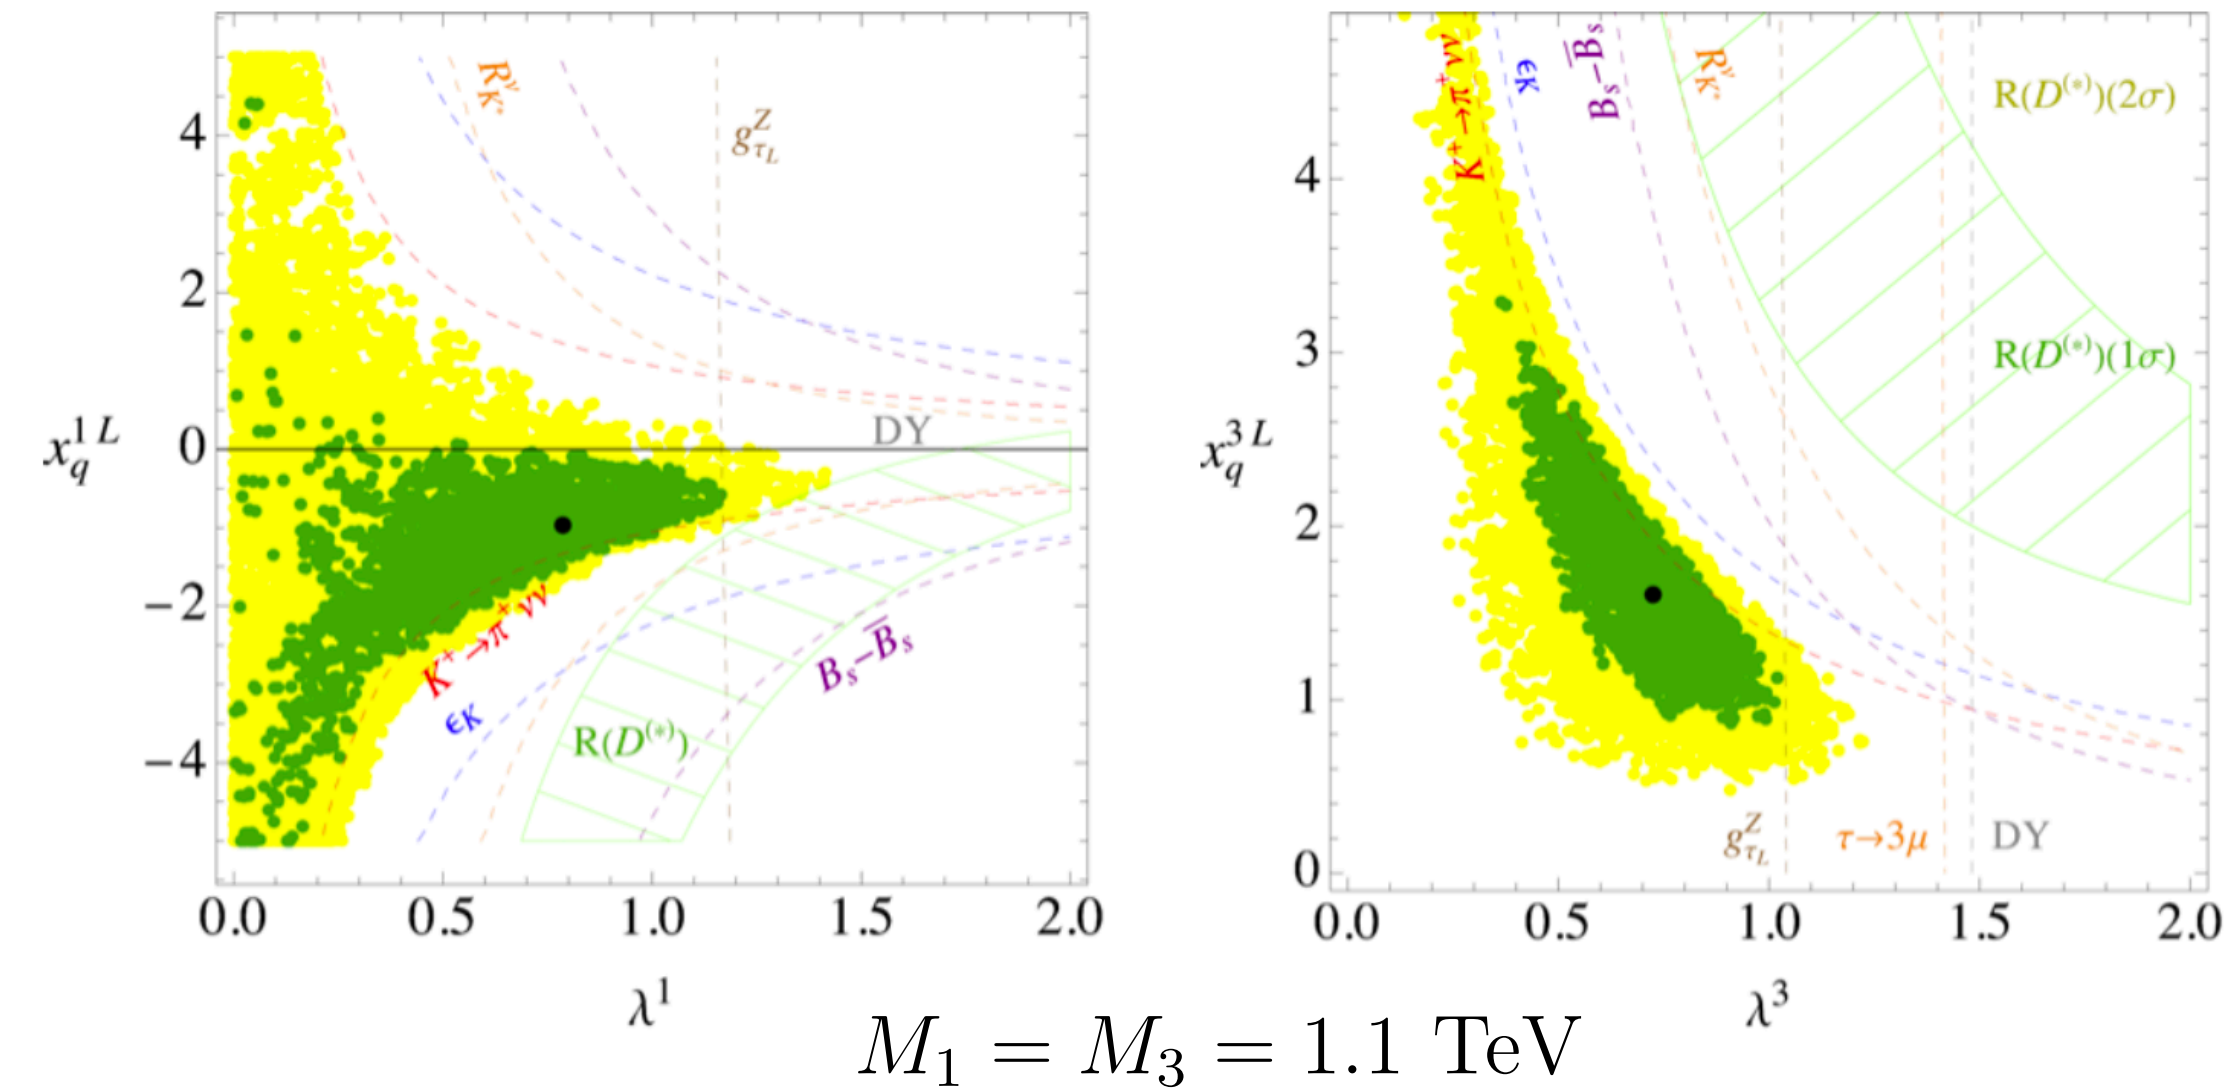 4
2
0
−2
−4
x_q^{1 L}
R_{K*}^ν
g_{τ_L}^Z
DY
K⁺→π⁺νν
ϵ_K
R(D^{(*)})
B_s−B̅_s
0.0 0.5 1.0 1.5 2.0
λ¹
4
3
2
1
0
x_q^{3 L}
K⁺→π⁺νν
ϵ_K
B_s−B̅_s
R_{K*}^ν
R(D^{(*)})(2σ)
R(D^{(*)})(1σ)
g_{τ_L}^Z
τ→3μ
DY
0.0 0.5 1.0 1.5 2.0
λ³
M₁ = M₃ = 1.1 TeV